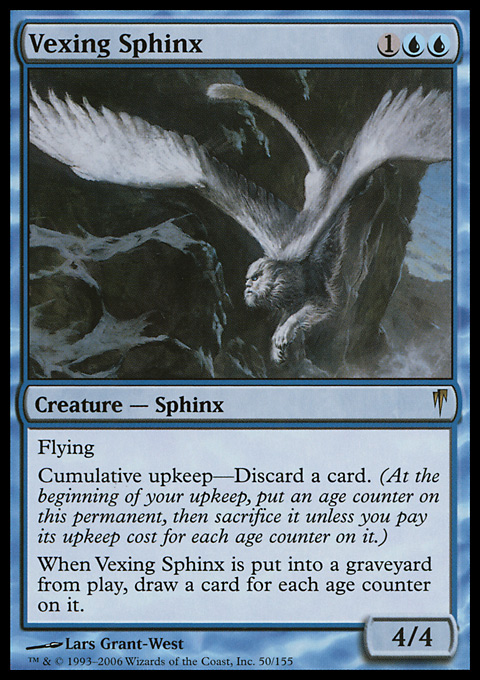 Vexing Sphinx 1
Creature — Sphinx
Flying
Cumulative upkeep—Discard a card. (At the
beginning of your upkeep, put an age counter on
this permanent, then sacrifice it unless you pay
its upkeep cost for each age counter on it.)
When Vexing Sphinx is put into a graveyard
from play, draw a card for each age counter
on it.
4/4
Lars Grant-West
™ & © 1993–2006 Wizards of the Coast, Inc. 50/155